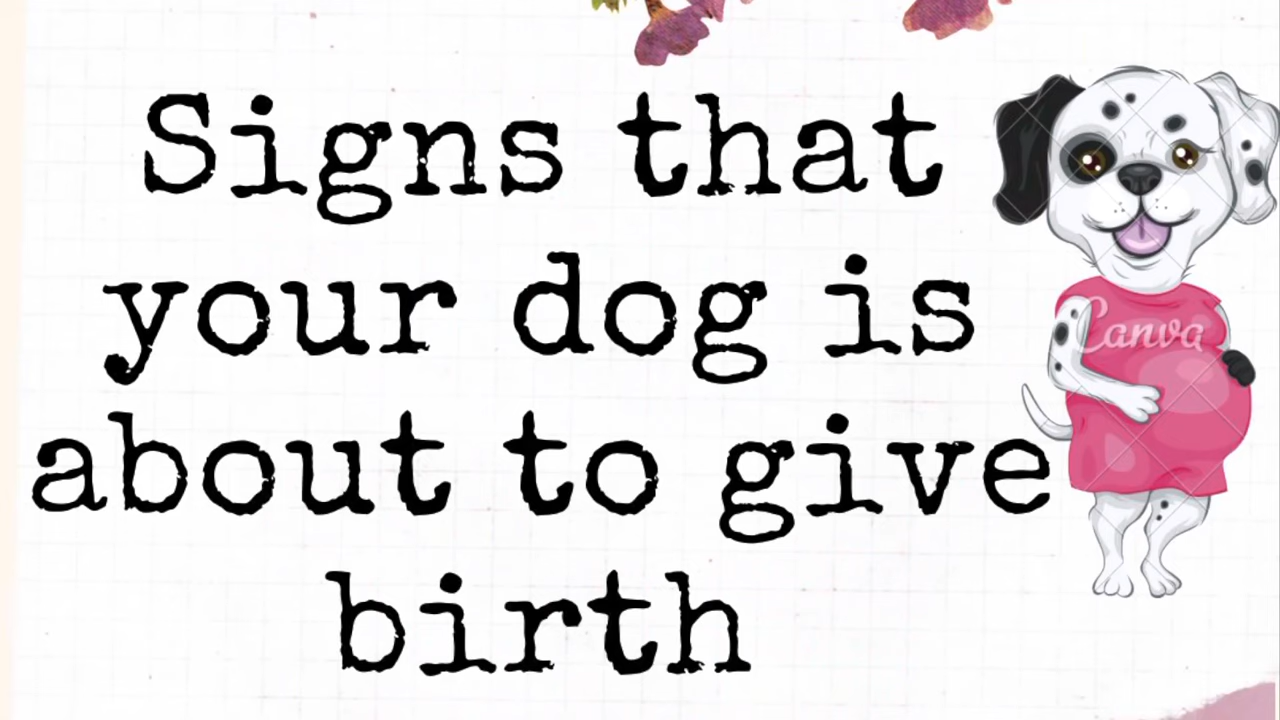 Signs that
your dog is
about to give
birth
Canva